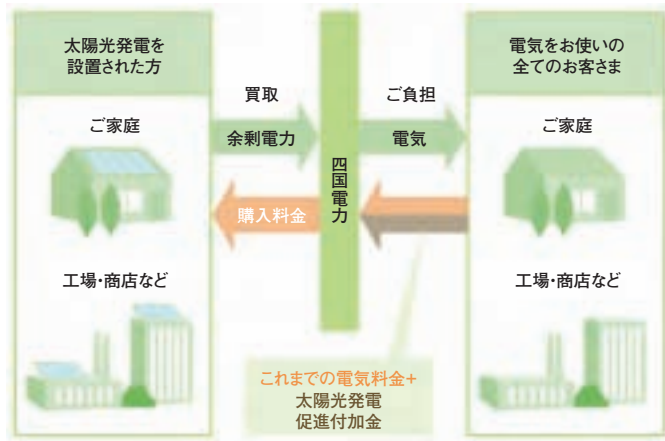 太陽光発電を
設置された方
ご家庭
工場・商店など
買取
余剰電力
購入料金
四国電力
ご負担
電気
これまでの電気料金+
太陽光発電
促進付加金
電気をお使いの
全てのお客さま
ご家庭
工場・商店など